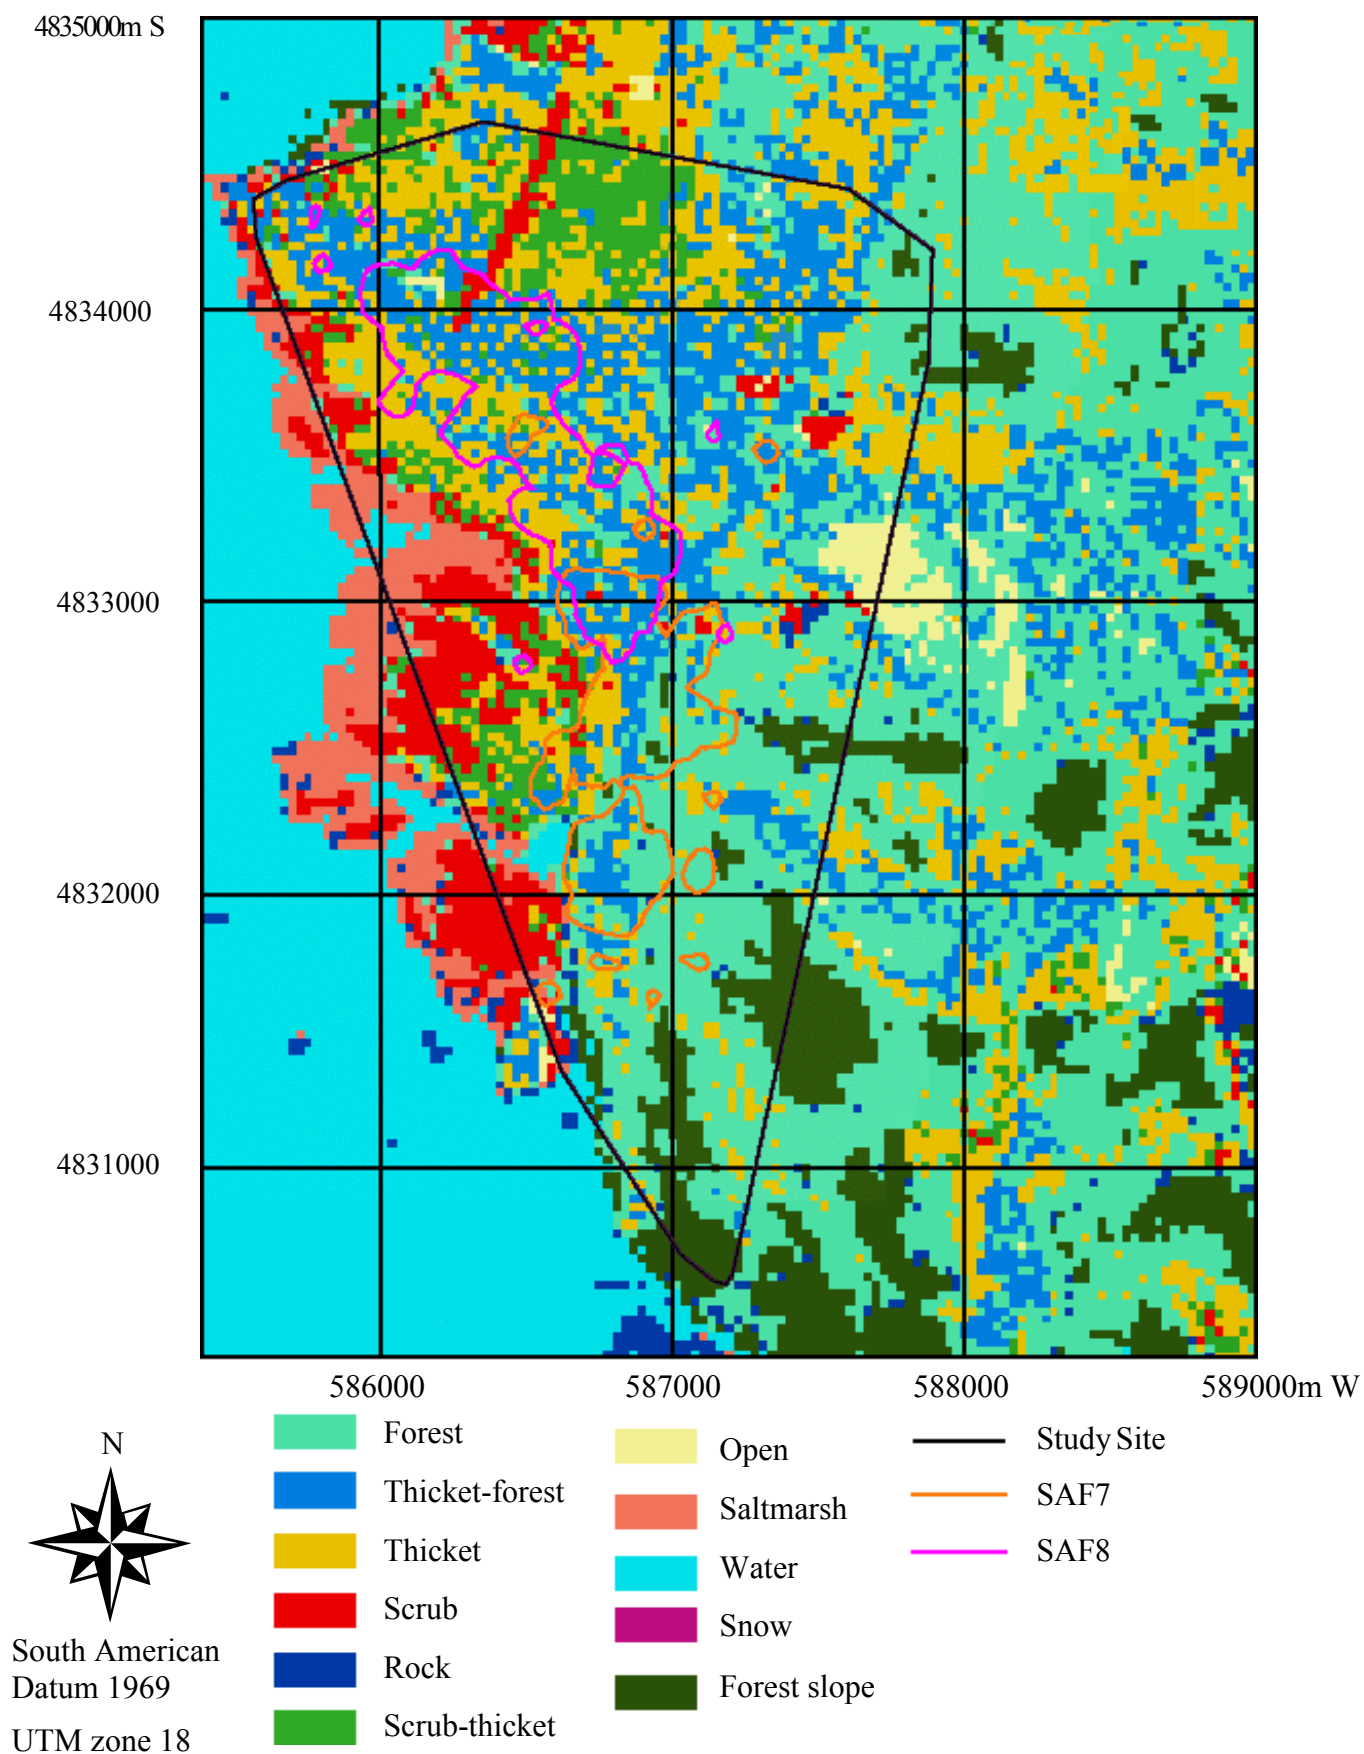 4835000m S
4834000
4833000
4832000
4831000
586000 587000 588000 589000m W
N
South American
Datum 1969
UTM zone 18
Forest
Thicket-forest
Thicket
Scrub
Rock
Scrub-thicket
Open
Saltmarsh
Water
Snow
Forest slope
Study Site
SAF7
SAF8